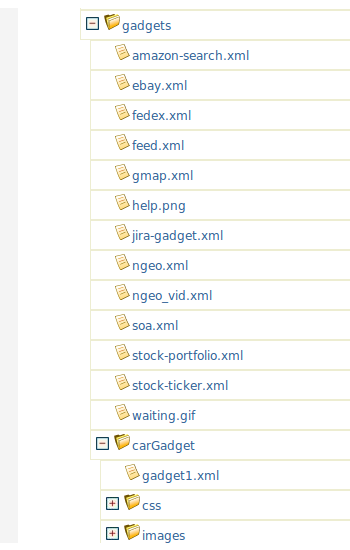 gadgets
amazon-search.xml
ebay.xml
fedex.xml
feed.xml
gmap.xml
help.png
jira-gadget.xml
ngeo.xml
ngeo_vid.xml
soa.xml
stock-portfolio.xml
stock-ticker.xml
waiting.gif
carGadget
gadget1.xml
css
images